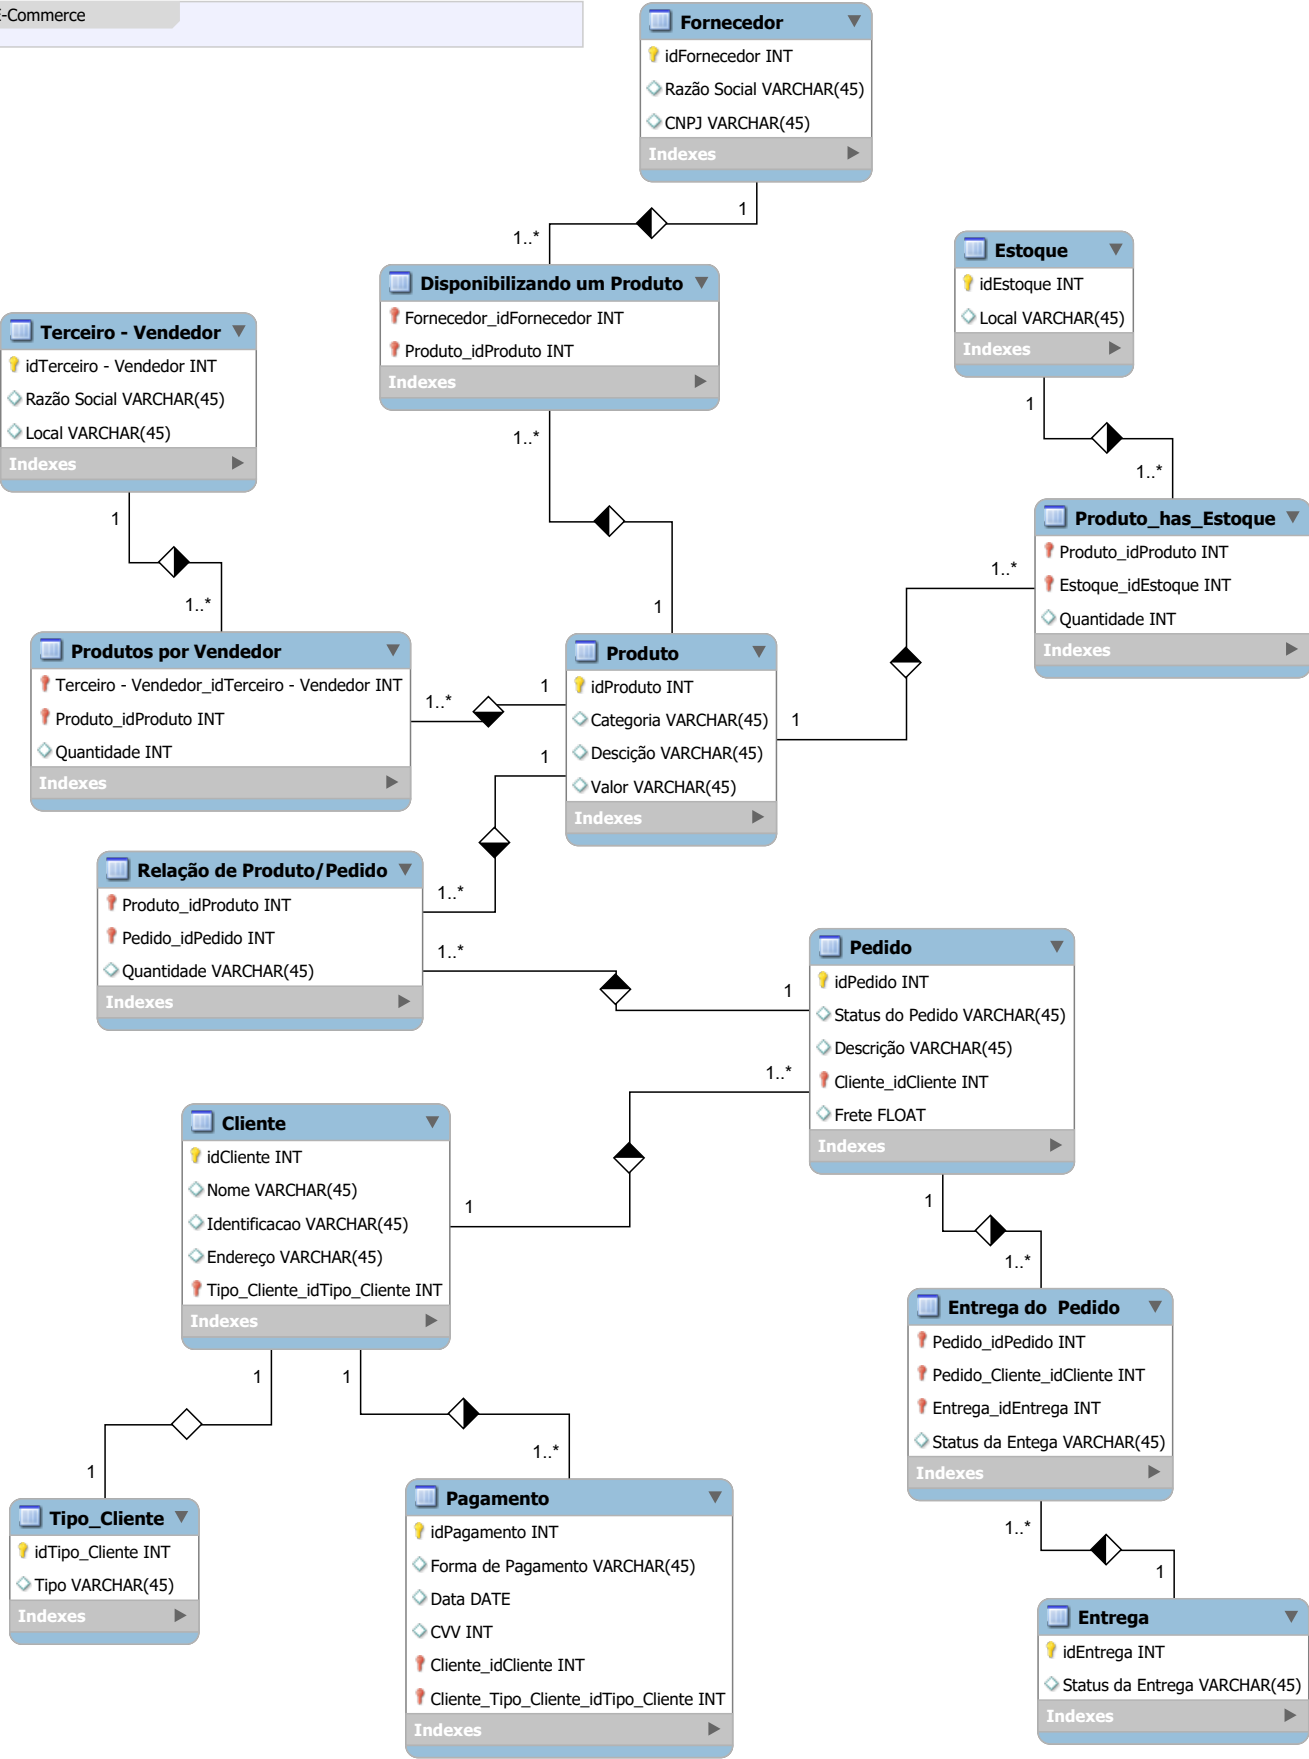 E-Commerce
Fornecedor
idFornecedor INT
Razão Social VARCHAR(45)
CNPJ VARCHAR(45)
Indexes
1
1..*
Disponibilizando um Produto
Fornecedor_idFornecedor INT
Produto_idProduto INT
Indexes
1..*
1
Estoque
idEstoque INT
Local VARCHAR(45)
Indexes
1
1..*
Terceiro - Vendedor
idTerceiro - Vendedor INT
Razão Social VARCHAR(45)
Local VARCHAR(45)
Indexes
1
1..*
Produto_has_Estoque
Produto_idProduto INT
Estoque_idEstoque INT
Quantidade INT
Indexes
1..*
1
Produtos por Vendedor
Terceiro - Vendedor_idTerceiro - Vendedor INT
Produto_idProduto INT
Quantidade INT
Indexes
1..*
1
Produto
idProduto INT
Categoria VARCHAR(45)
Descição VARCHAR(45)
Valor VARCHAR(45)
Indexes
1
1..*
Relação de Produto/Pedido
Produto_idProduto INT
Pedido_idPedido INT
Quantidade VARCHAR(45)
Indexes
1..*
1
Pedido
idPedido INT
Status do Pedido VARCHAR(45)
Descrição VARCHAR(45)
Cliente_idCliente INT
Frete FLOAT
Indexes
1..*
1
Cliente
idCliente INT
Nome VARCHAR(45)
Identificacao VARCHAR(45)
Endereço VARCHAR(45)
Tipo_Cliente_idTipo_Cliente INT
Indexes
1
1..*
Entrega do  Pedido
Pedido_idPedido INT
Pedido_Cliente_idCliente INT
Entrega_idEntrega INT
Status da Entega VARCHAR(45)
Indexes
1
1
1
1..*
Tipo_Cliente
idTipo_Cliente INT
Tipo VARCHAR(45)
Indexes
Pagamento
idPagamento INT
Forma de Pagamento VARCHAR(45)
Data DATE
CVV INT
Cliente_idCliente INT
Cliente_Tipo_Cliente_idTipo_Cliente INT
Indexes
1..*
1
Entrega
idEntrega INT
Status da Entrega VARCHAR(45)
Indexes